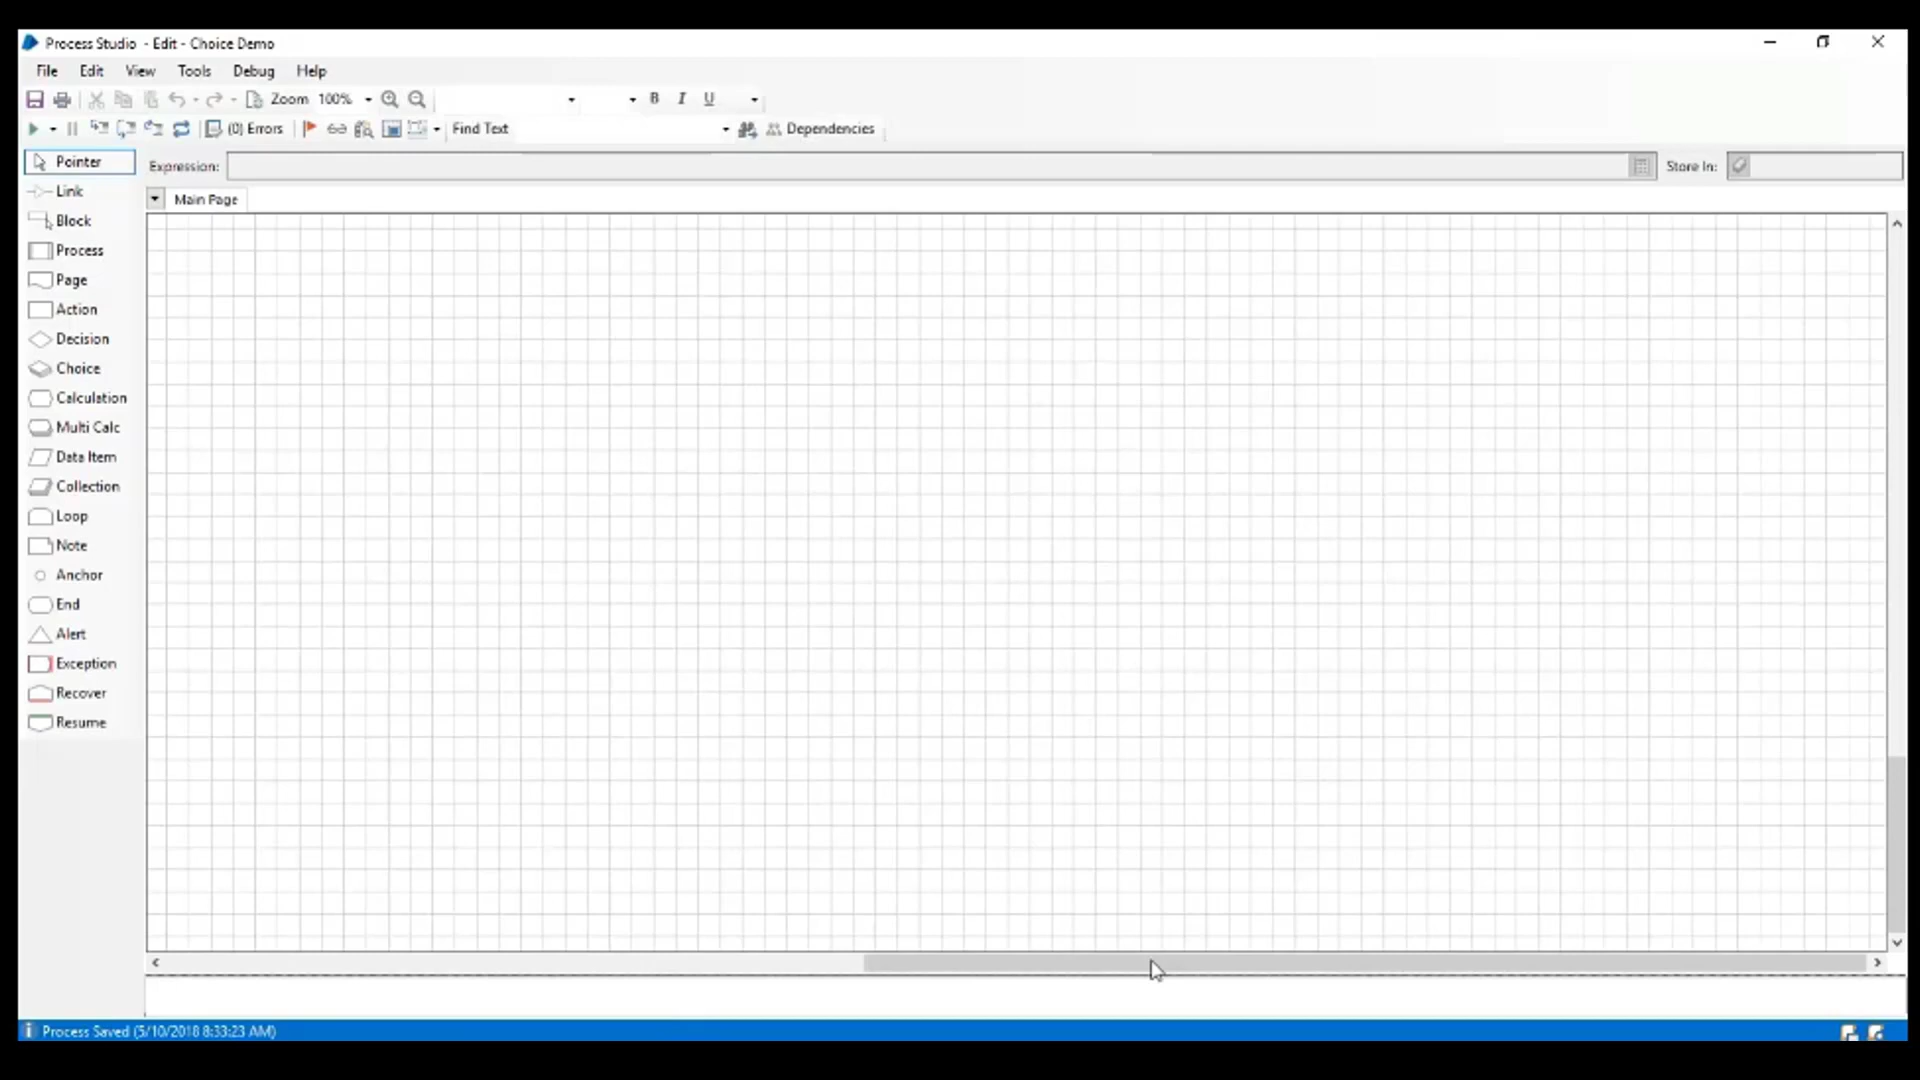 Process Studio - Edit - Choice Demo
File Edit View Tools Debug Help
Zoom 100% B I U
(0) Errors Find Text Dependencies
Pointer
Expression: Store In:
Link
Main Page
Block
Process
Page
Action
Decision
Choice
Calculation
Multi Calc
Data Item
Collection
Loop
Note
Anchor
End
Alert
Exception
Recover
Resume
Process Saved (5/10/2018 8:33:23 AM)